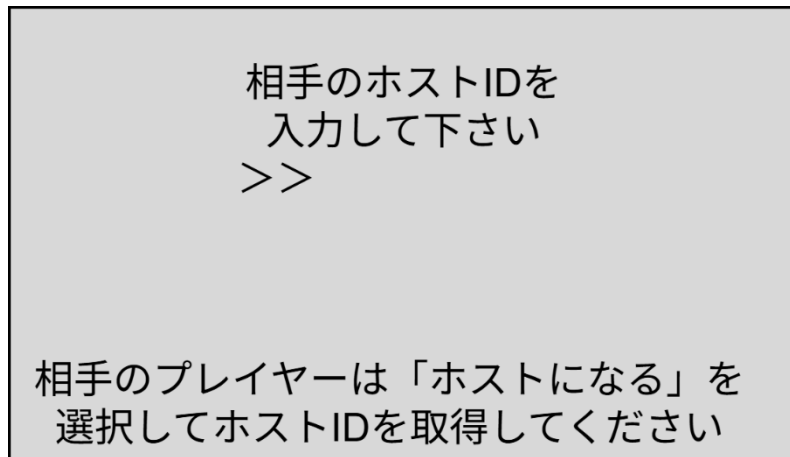 相手のホストIDを
入力して下さい
＞＞
相手のプレイヤーは「ホストになる」を
選択してホストIDを取得してください